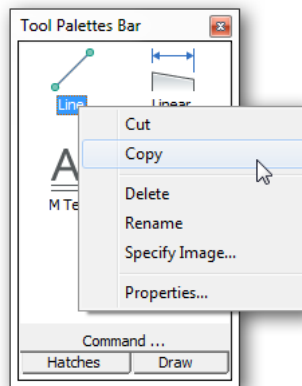 Tool Palettes Bar
Line
Linear
Cut
Copy
A
M Te
Delete
Rename
Specify Image...
Properties...
Command ...
Hatches
Draw